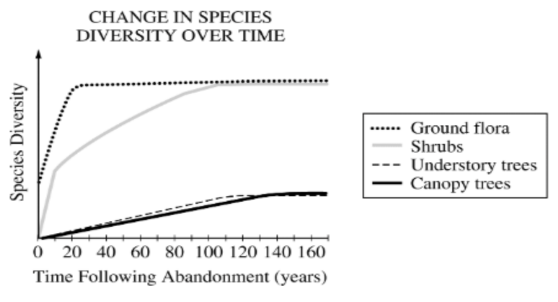 CHANGE IN SPECIES
DIVERSITY OVER TIME
Species Diversity
Ground flora
Shrubs
Understory trees
Canopy trees
0 20 40 60 80 100 120 140 160
Time Following Abandonment (years)